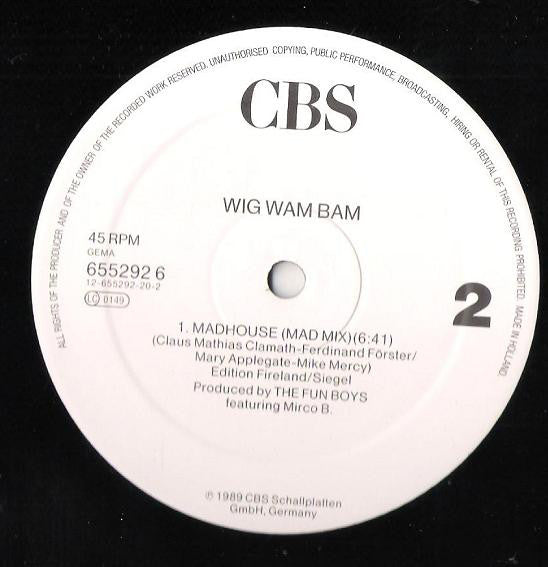 ALL RIGHTS OF THE PRODUCER AND OF THE OWNER OF THE RECORDED WORK RESERVED. UNAUTHORISED COPYING, PUBLIC PERFORMANCE, BROADCASTING, HIRING OR RENTAL OF THIS RECORDING PROHIBITED. MADE IN HOLLAND.
CBS
WIG WAM BAM
45 RPM
GEMA
655292 6
12-655292-20-2
LC 0149
2
1. MADHOUSE (MAD MIX)(6:41)
(Claus Mathias Clamath-Ferdinand Förster/
Mary Applegate-Mike Mercy)
Edition Fireland/Siegel
Produced by THE FUN BOYS
featuring Mirco B.
℗ 1989 CBS Schallplatten
GmbH, Germany